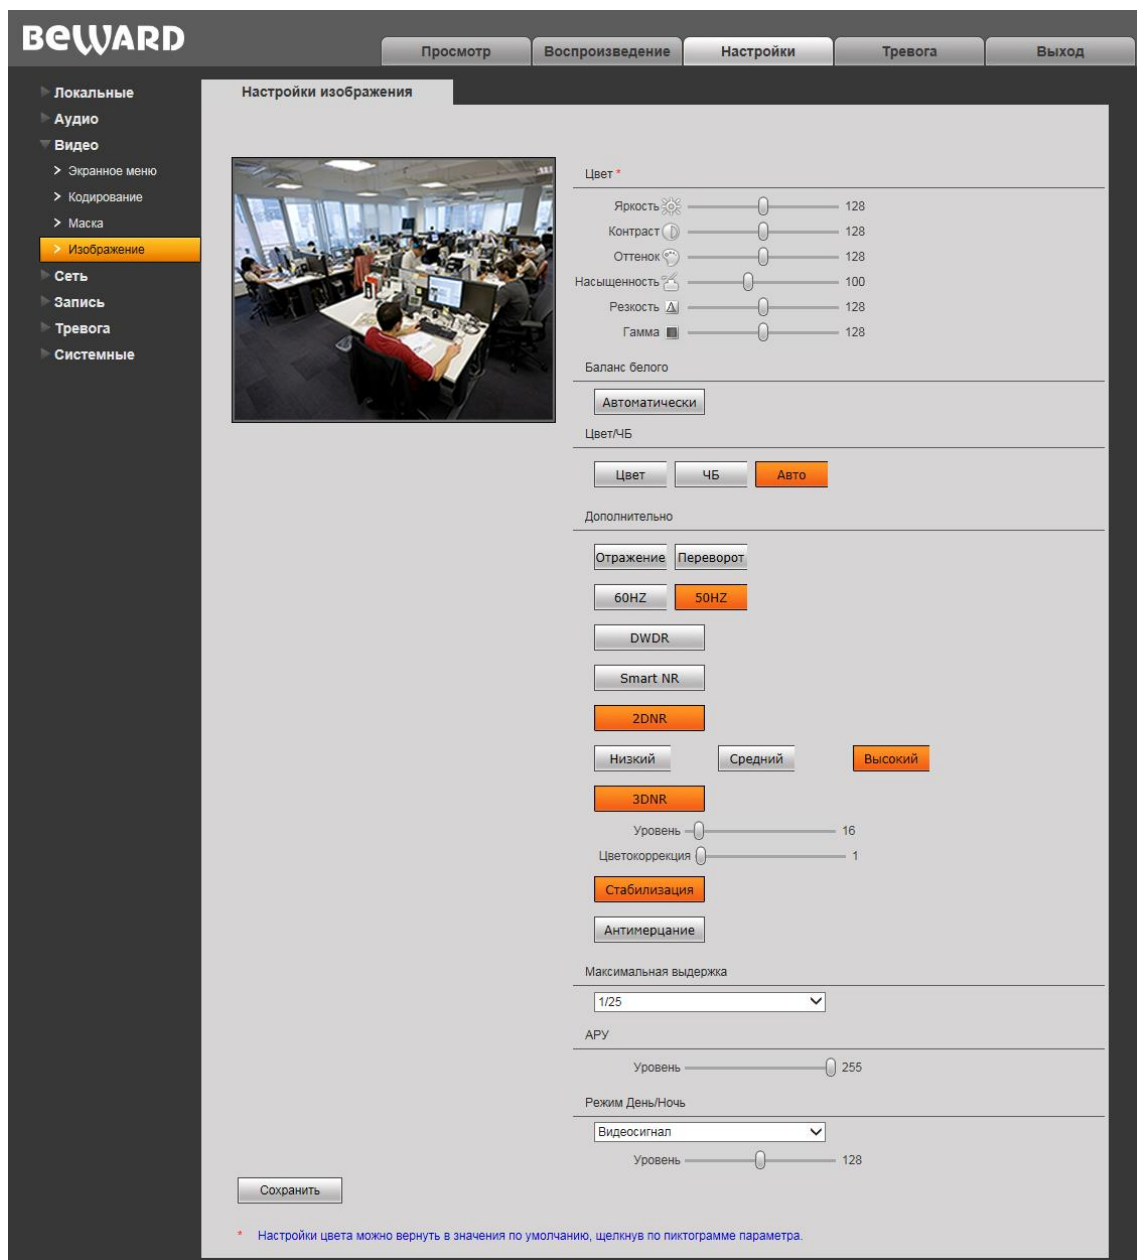 BEWARD
Просмотр Воспроизведение Настройки Тревога Выход
Локальные
Аудио
Видео
> Экранное меню
> Кодирование
> Маска
> Изображение
Сеть
Запись
Тревога
Системные
Настройки изображения
Цвет *
Яркость 128
Контраст 128
Оттенок 128
Насыщенность 100
Резкость 128
Гамма 128
Баланс белого
Автоматически
Цвет/ЧБ
Цвет ЧБ Авто
Дополнительно
Отражение Переворот
60HZ 50HZ
DWDR
Smart NR
2DNR
Низкий Средний Высокий
3DNR
Уровень 16
Цветокоррекция 1
Стабилизация
Антимерцание
Максимальная выдержка
1/25
АРУ
Уровень 255
Режим День/Ночь
Видеосигнал
Уровень 128
Сохранить
* Настройки цвета можно вернуть в значения по умолчанию, щелкнув по пиктограмме параметра.